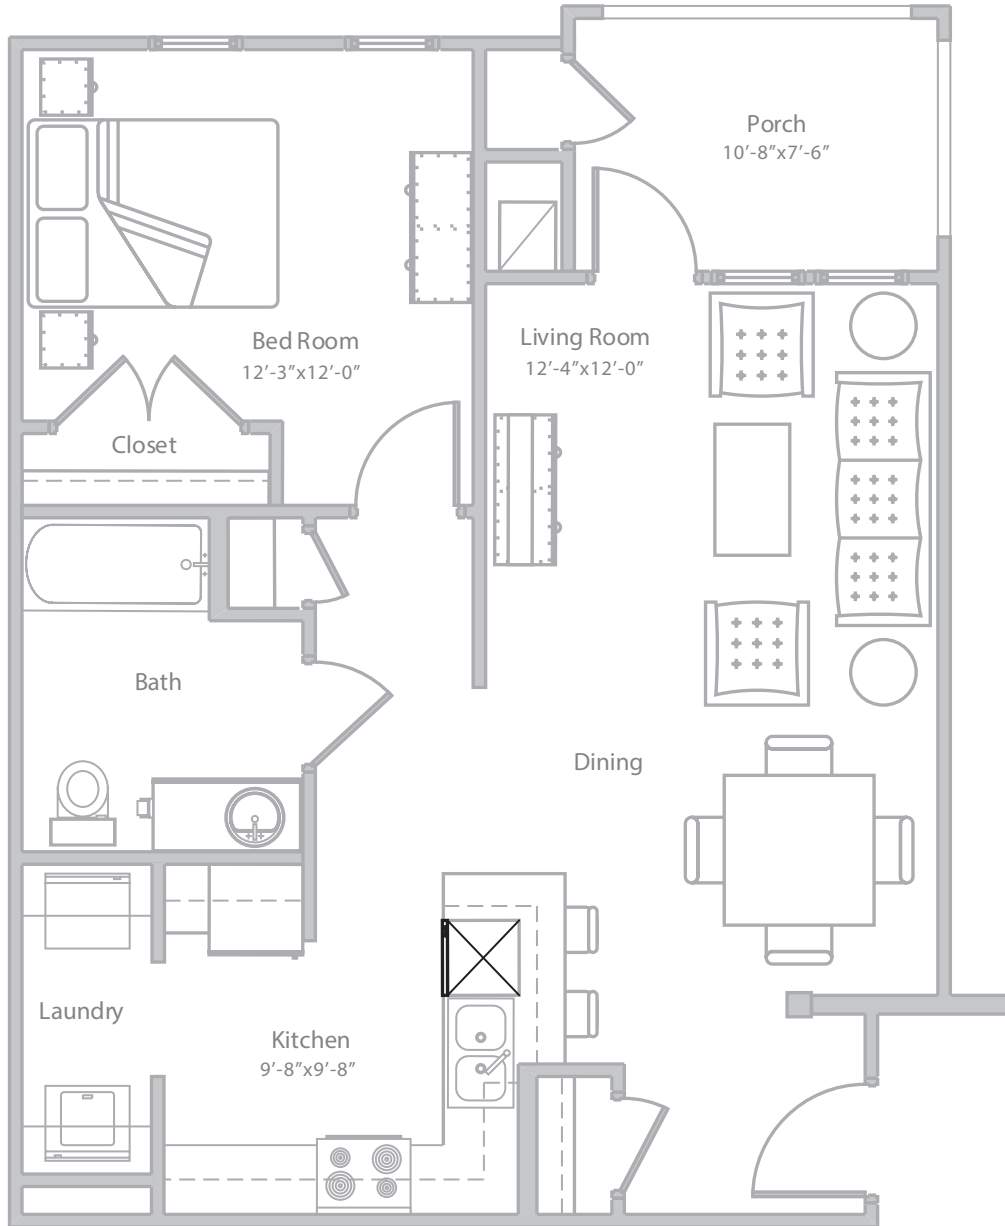 Porch
10’-8”x7’-6”
Bed Room
12’-3”x12’-0”
Living Room
12’-4”x12’-0”
Closet
Bath
Dining
Laundry
Kitchen
9’-8”x9’-8”